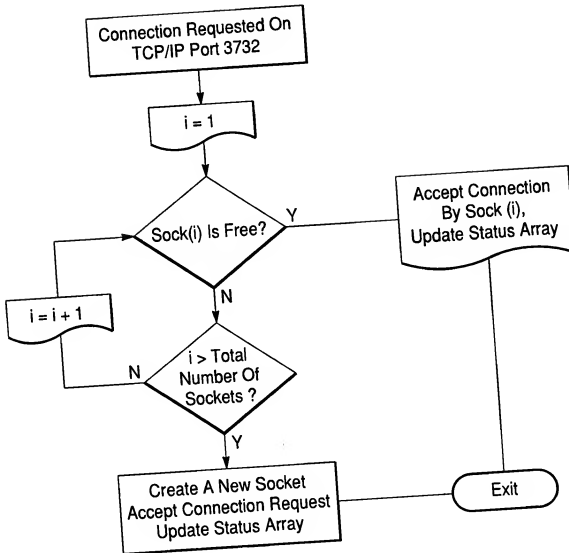 Connection Requested On
TCP/IP Port 3732
i = 1
Sock(i) Is Free?
Y
Accept Connection
By Sock (i),
Update Status Array
N
i = i + 1
i > Total
Number Of
Sockets ?
N
Y
Create A New Socket
Accept Connection Request
Update Status Array
Exit